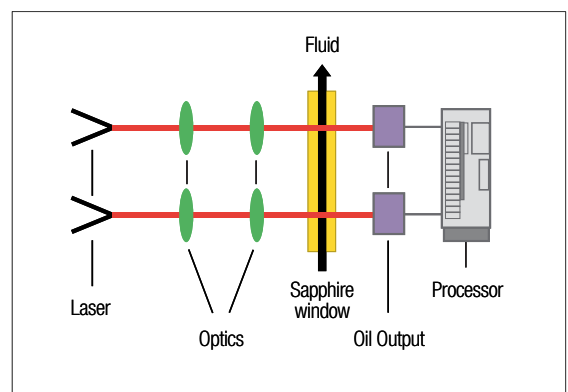 Fluid
Laser
Optics
Sapphire
window
Oil Output
Processor